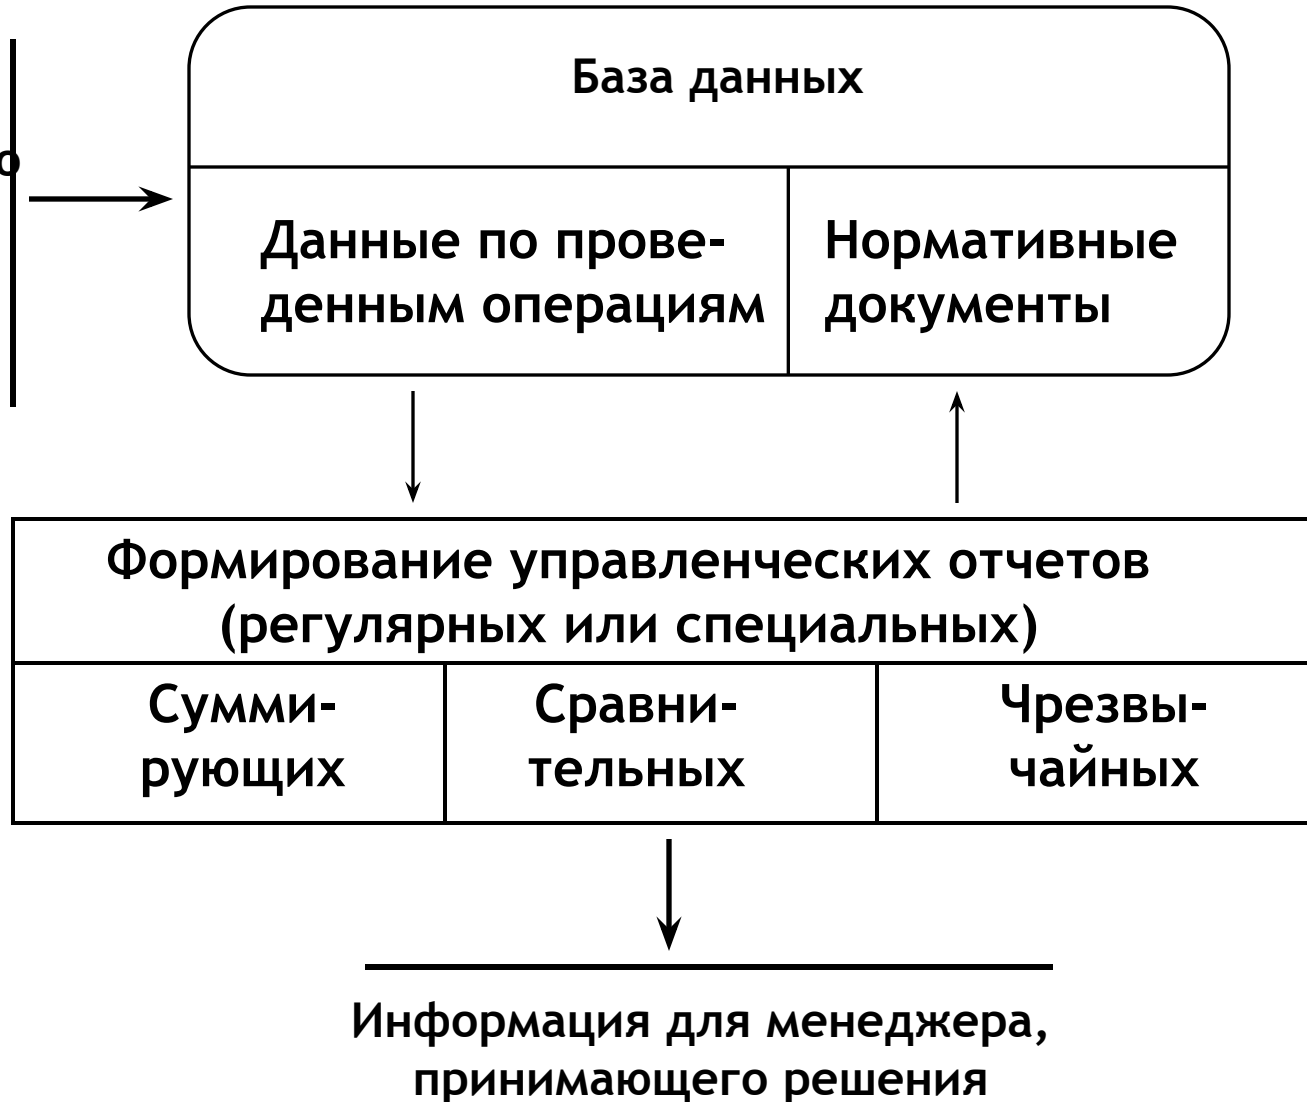 База данных
о
Данные по прове-
денным операциям
Нормативные
документы
Формирование управленческих отчетов
(регулярных или специальных)
Сумми-
рующих
Сравни-
тельных
Чрезвы-
чайных
Информация для менеджера,
принимающего решения